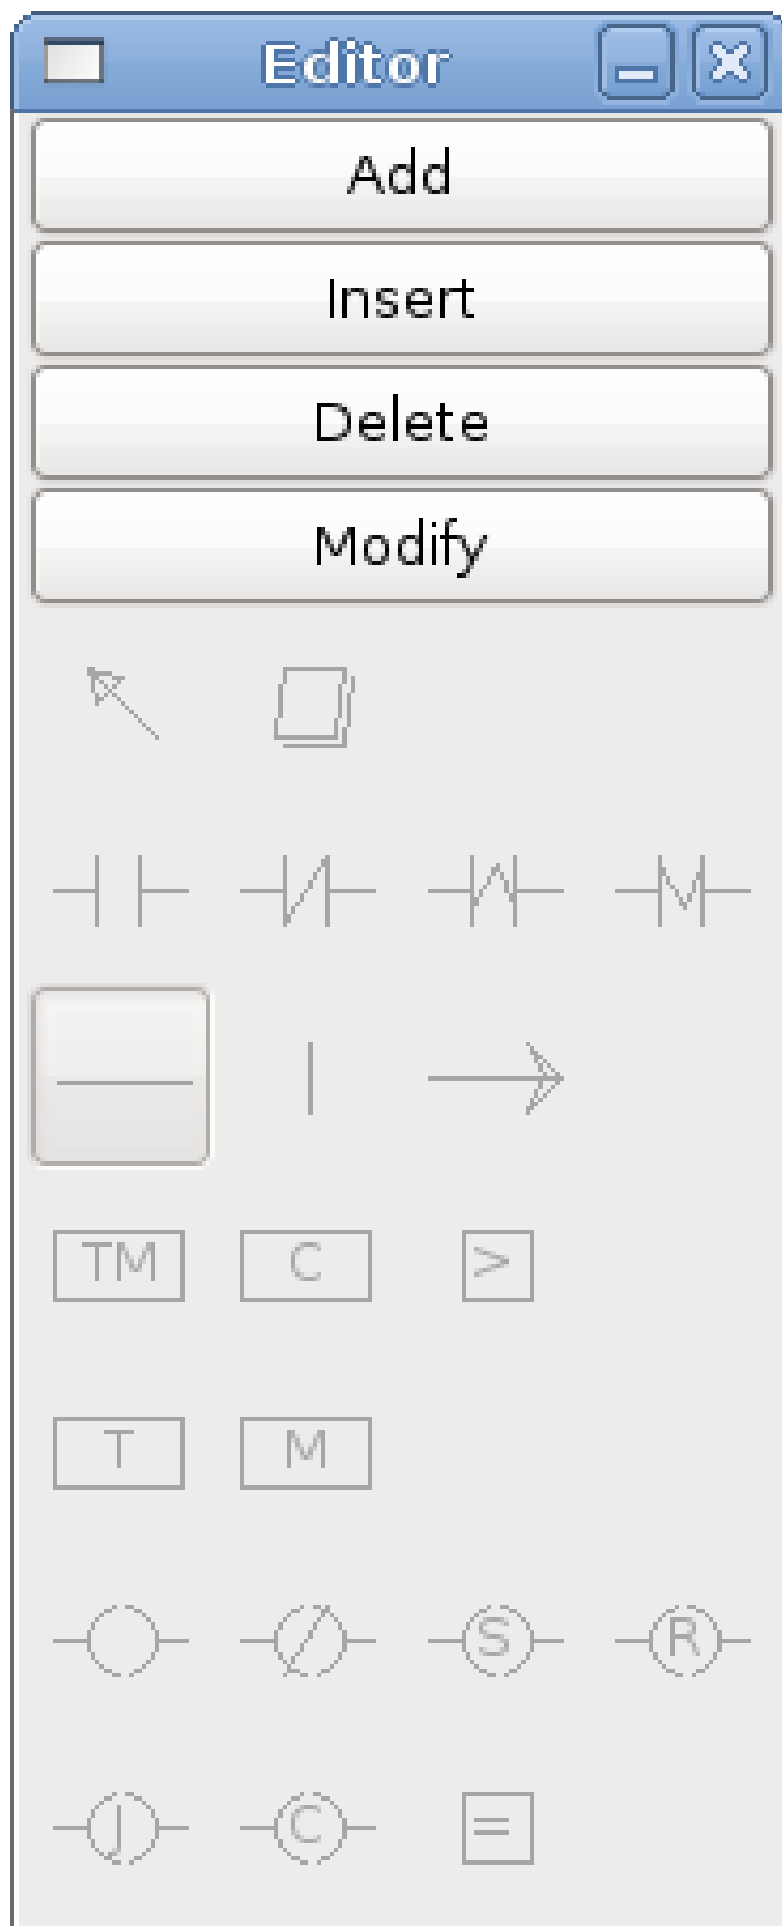 Editor
Add
Insert
Delete
Modify
TM C >
T M
S R
J C =